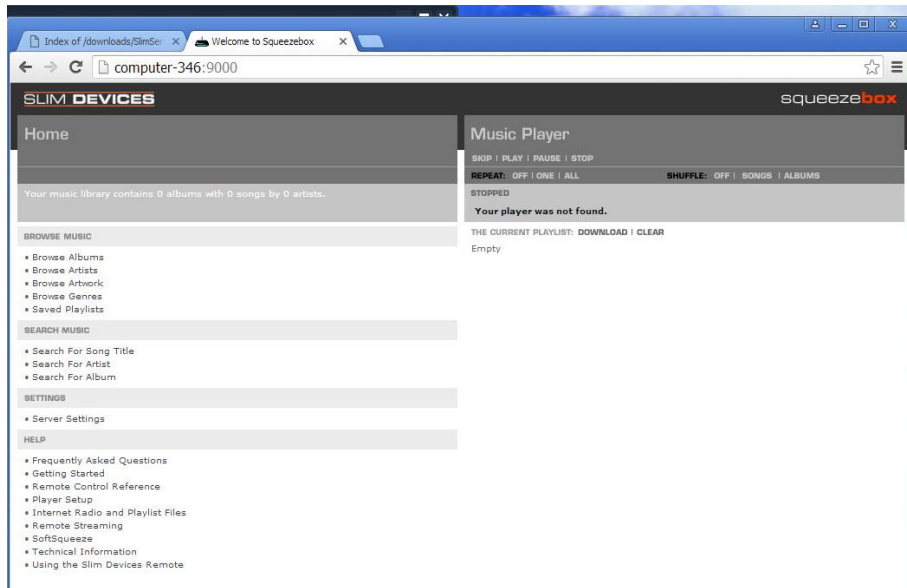 Index of /downloads/SlimSer
Welcome to Squeezebox
computer-346:9000
SLIM DEVICES
squeezebox
Home
Your music library contains 0 albums with 0 songs by 0 artists.
BROWSE MUSIC
• Browse Albums
• Browse Artists
• Browse Artwork
• Browse Genres
• Saved Playlists
SEARCH MUSIC
• Search For Song Title
• Search For Artist
• Search For Album
SETTINGS
• Server Settings
HELP
• Frequently Asked Questions
• Getting Started
• Remote Control Reference
• Player Setup
• Internet Radio and Playlist Files
• Remote Streaming
• SoftSqueeze
• Technical Information
• Using the Slim Devices Remote
Music Player
SKIP | PLAY | PAUSE | STOP
REPEAT: OFF | ONE | ALL SHUFFLE: OFF | SONGS | ALBUMS
STOPPED
Your player was not found.
THE CURRENT PLAYLIST: DOWNLOAD | CLEAR
Empty